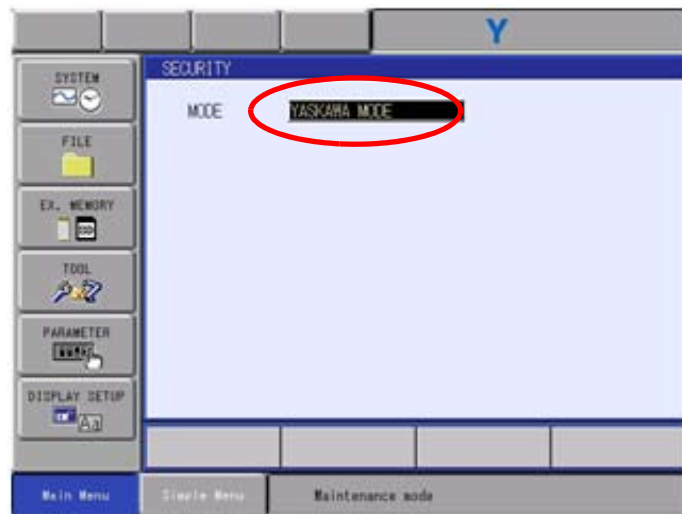 Y
SECURITY
SYSTEM
MODE YASKAWA MODE
FILE
EX. MEMORY
TOOL
PARAMETER
DISPLAY SETUP
Main Menu Simple Menu Maintenance mode